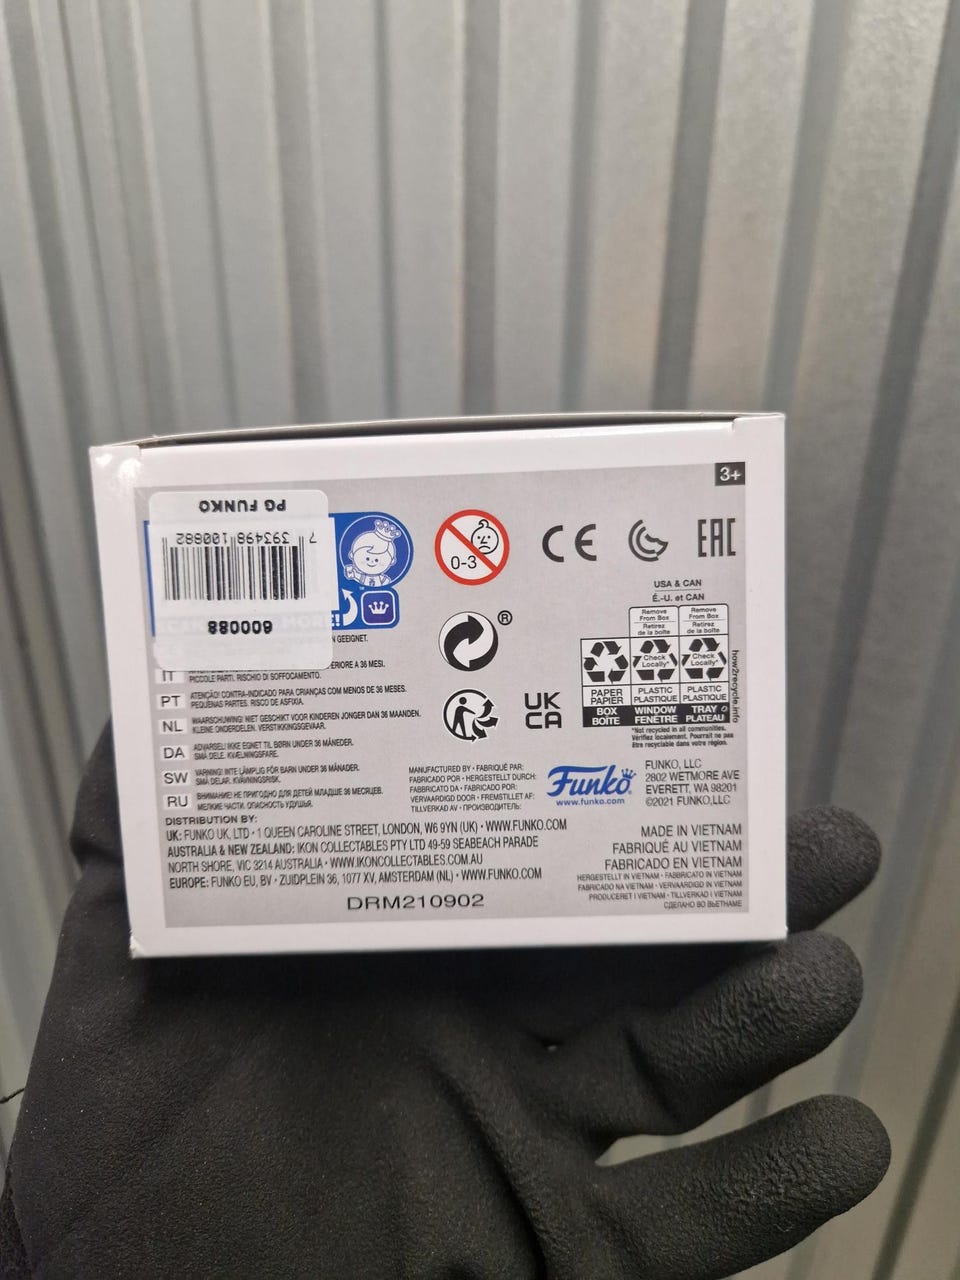 3+
PG FUNKO
7 393498 100882
600088
0-3
CE
EAC
USA & CAN
É.-U. et CAN
Remove
From Box
Retirez
de la boîte
Remove
From Box
Retirez
de la boîte
Check
Locally*
Check
Locally*
PAPER
PAPIER
PLASTIC
PLASTIQUE
PLASTIC
PLASTIQUE
BOX
BOÎTE
WINDOW
FENÊTRE
TRAY
PLATEAU
how2recycle.info
*Not recycled in all communities.
Vérifiez localement. Pourrait ne pas
être recyclable dans votre région.
®
UK
CA
N GEEIGNET.
IT
ERIORE A 36 MESI.
PICCOLE PARTI. RISCHIO DI SOFFOCAMENTO.
PT ATENÇÃO! CONTRA-INDICADO PARA CRIANÇAS COM MENOS DE 36 MESES.
PEQUENAS PARTES. RISCO DE ASFIXIA.
NL WAARSCHUWING! NIET GESCHIKT VOOR KINDEREN JONGER DAN 36 MAANDEN.
KLEINE ONDERDELEN. VERSTIKKINGSGEVAAR.
DA ADVARSEL! IKKE EGNET TIL BØRN UNDER 36 MÅNEDER.
SMÅ DELE. KVÆLNINGSFARE.
SW VARNING! INTE LÄMPLIG FÖR BARN UNDER 36 MÅNADER.
SMÅ DELAR. KVÄVNINGSRISK.
RU ВНИМАНИЕ! НЕ ПРИГОДНО ДЛЯ ДЕТЕЙ МЛАДШЕ 36 МЕСЯЦЕВ.
МЕЛКИЕ ЧАСТИ. ОПАСНОСТЬ УДУШЬЯ.
MANUFACTURED BY • FABRIQUÉ PAR:
FABRICADO POR • HERGESTELLT DURCH:
FABBRICATO DA • FABRICADO POR:
VERVAARDIGD DOOR • FREMSTILLET AF:
TILLVERKAD AV • ПРОИЗВОДИТЕЛЬ:
Funko
www.funko.com
FUNKO, LLC
2802 WETMORE AVE
EVERETT, WA 98201
©2021 FUNKO, LLC
DISTRIBUTION BY:
UK: FUNKO UK, LTD • 1 QUEEN CAROLINE STREET, LONDON, W6 9YN (UK) • WWW.FUNKO.COM
AUSTRALIA & NEW ZEALAND: IKON COLLECTABLES PTY LTD 49-59 SEABEACH PARADE
NORTH SHORE, VIC 3214 AUSTRALIA • WWW.IKONCOLLECTABLES.COM.AU
EUROPE: FUNKO EU, BV • ZUIDPLEIN 36, 1077 XV, AMSTERDAM (NL) • WWW.FUNKO.COM
DRM210902
MADE IN VIETNAM
FABRIQUÉ AU VIETNAM
FABRICADO EN VIETNAM
HERGESTELLT IN VIETNAM • FABBRICATO IN VIETNAM
FABRICADO NA VIETNAM • VERVAARDIGD IN VIETNAM
PRODUCERET I VIETNAM • TILLVERKAD I VIETNAM
СДЕЛАНО ВО ВЬЕТНАМЕ